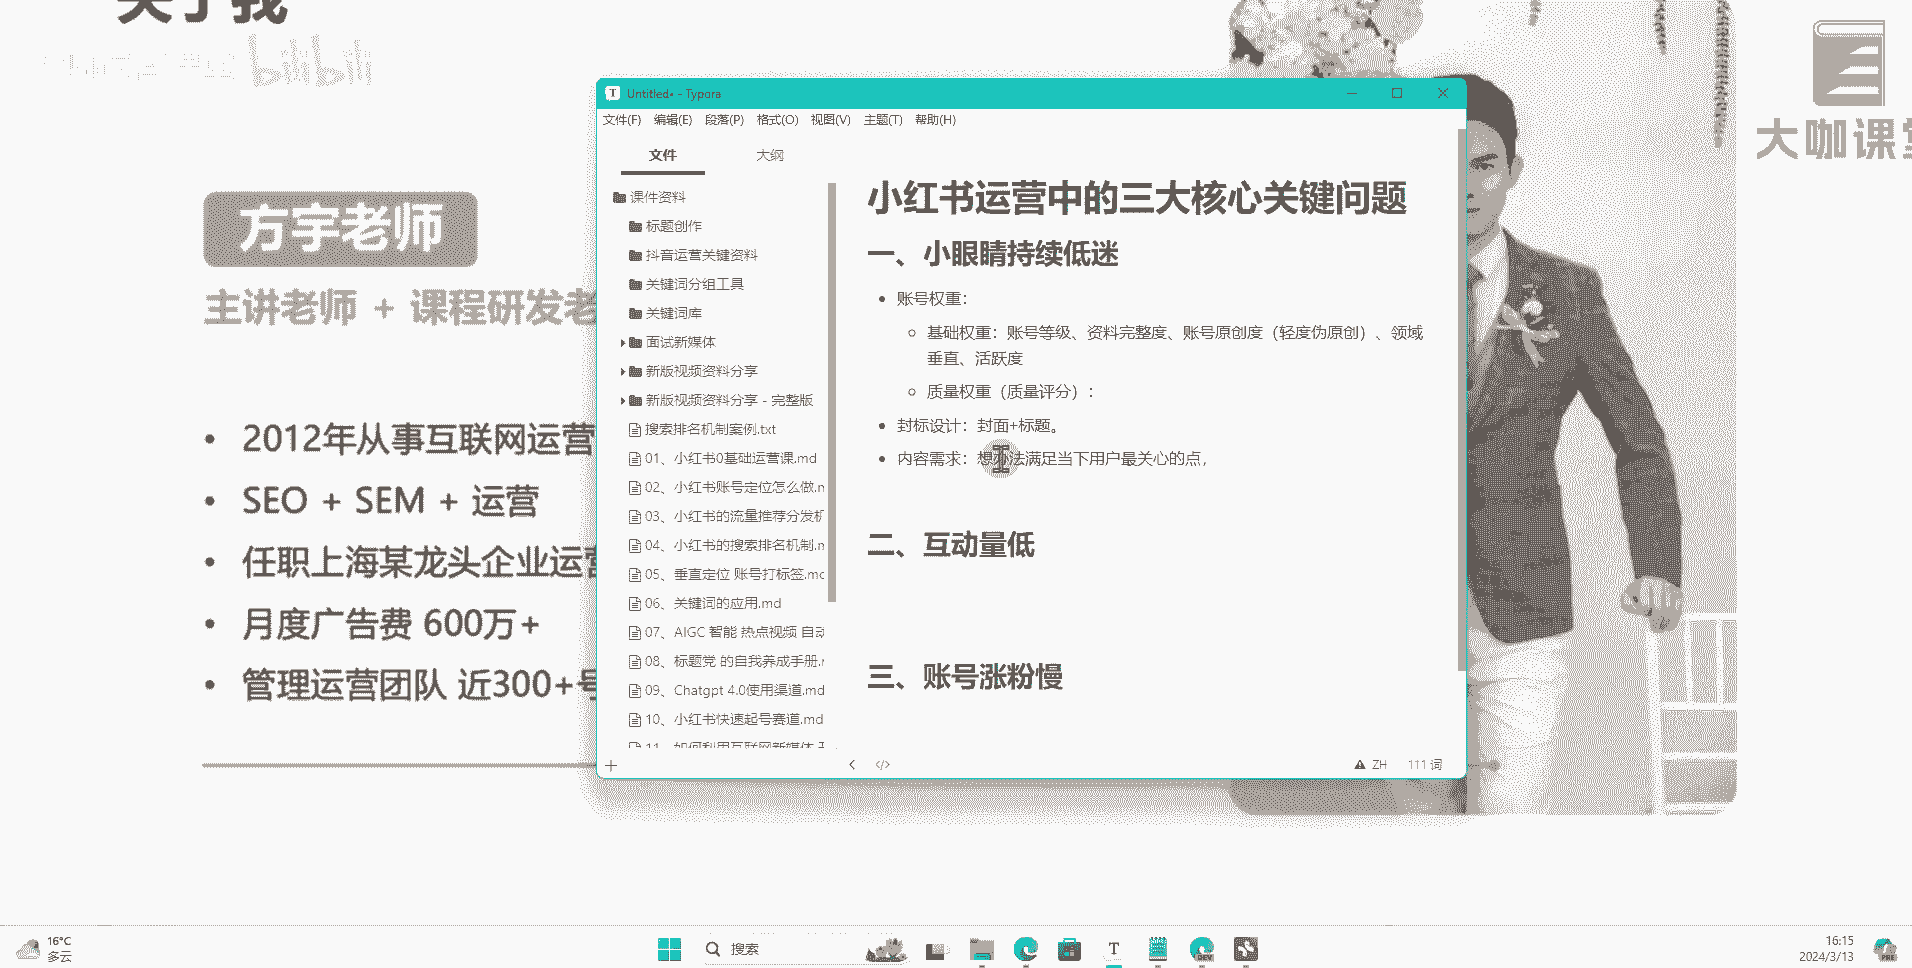 关于我
bilibili
大咖课堂
方宇老师
主讲老师 + 课程研发老
2012年从事互联网运营
SEO + SEM + 运营
任职上海某龙头企业运营
月度广告费 600万+
管理运营团队 近300+号
Untitled• - Typora
文件(F) 编辑(E) 段落(P) 格式(O) 视图(V) 主题(T) 帮助(H)
文件 大纲
课件资料
标题创作
抖音运营关键资料
关键词分组工具
关键词库
面试新媒体
新版视频资料分享
新版视频资料分享 - 完整版
搜索排名机制案例.txt
01、小红书0基础运营课.md
02、小红书账号定位怎么做.m
03、小红书的流量推荐分发机
04、小红书的搜索排名机制.m
05、垂直定位 账号打标签.mc
06、关键词的应用.md
07、AIGC 智能 热点视频 自动
08、标题党 的自我养成手册.r
09、Chatgpt 4.0使用渠道.md
10、小红书快速起号赛道.md
11、如何利用互联网新媒体
小红书运营中的三大核心关键问题
一、小眼睛持续低迷
账号权重：
基础权重：账号等级、资料完整度、账号原创度（轻度伪原创）、领域
垂直、活跃度
质量权重（质量评分）：
封标设计：封面+标题。
内容需求：想办法满足当下用户最关心的点，
二、互动量低
三、账号涨粉慢
ZH 111 词
16°C
多云
搜索
T
DEV
16:15
2024/3/13
PRE